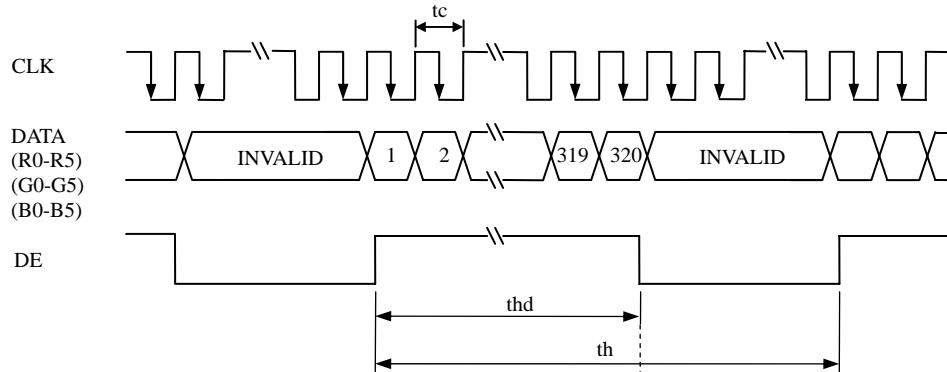 tc
CLK
DATA
(R0-R5)
(G0-G5)
(B0-B5)
INVALID
1
2
319
320
INVALID
DE
thd
th